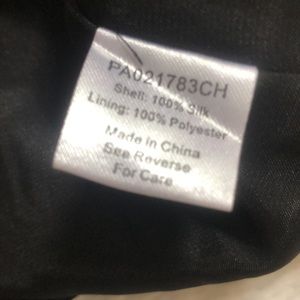 PA021783CH
Shell: 100% Silk
Lining: 100% Polyester
Made in China
See Reverse
For Care